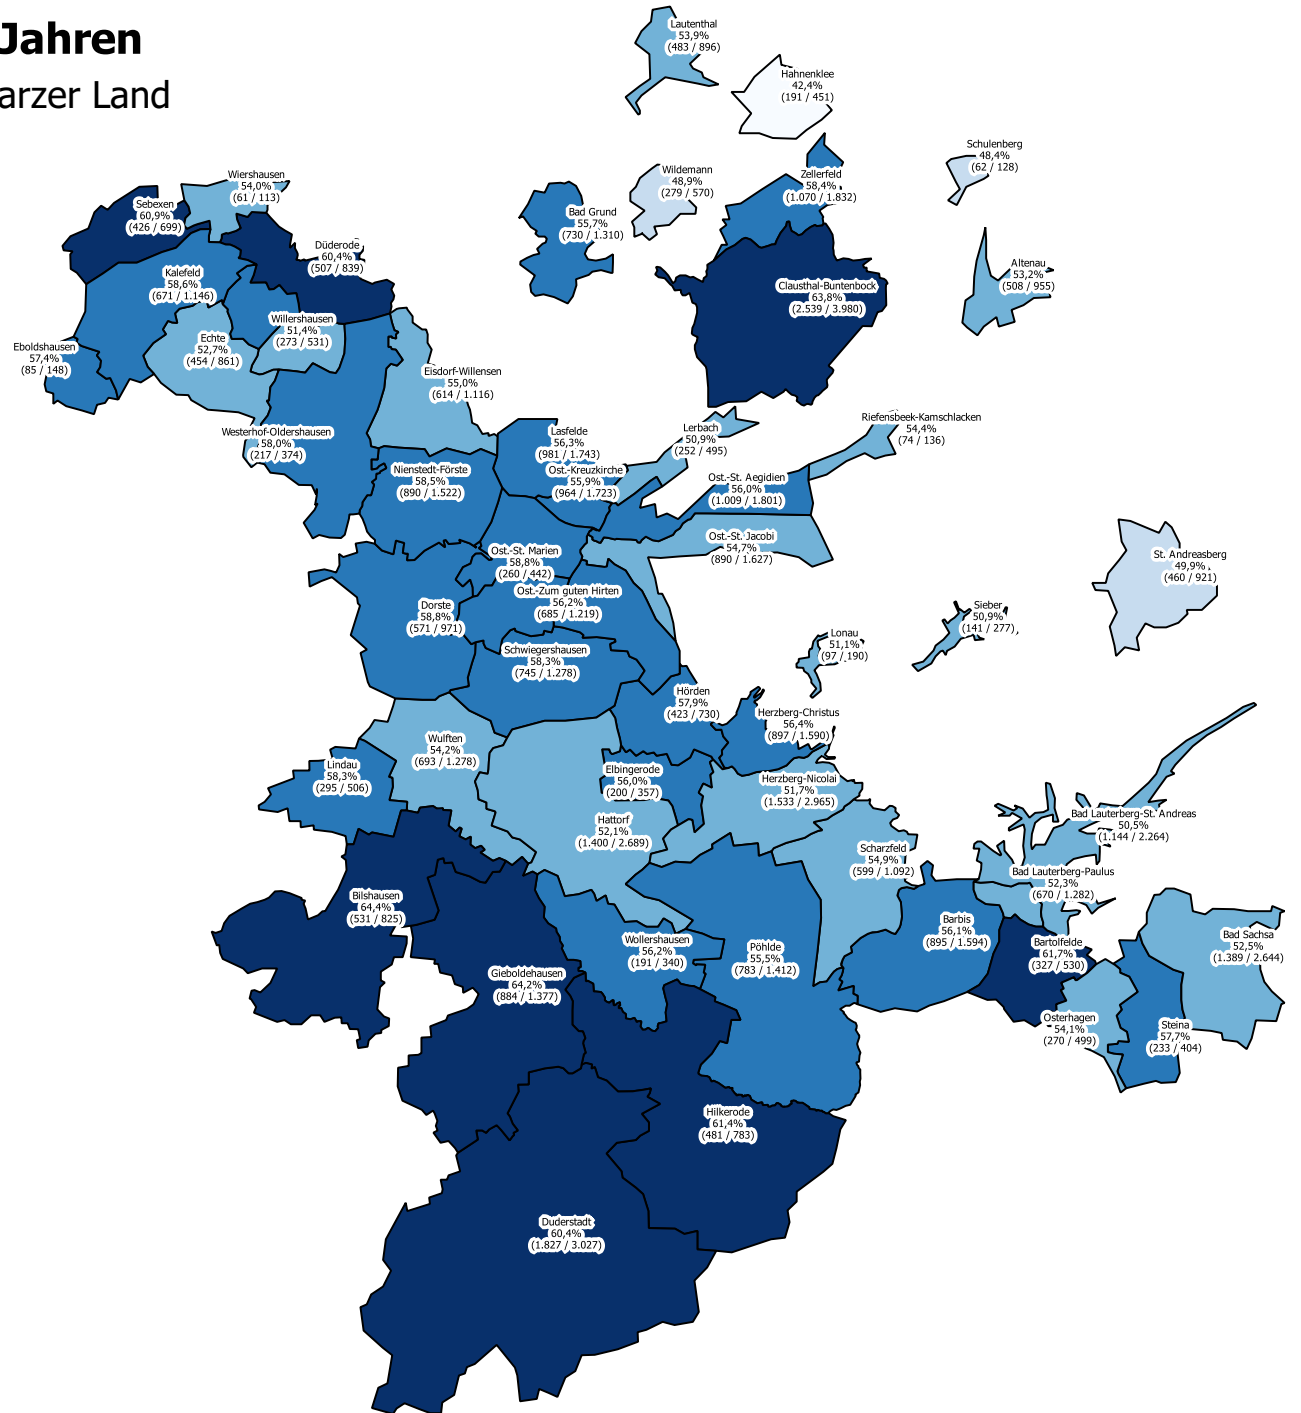 Jahren
arzer Land
Lautenthal
53,9%
(483 / 896)
Hahnenklee
42,4%
(191 / 451)
Schulenberg
48,4%
(62 / 128)
Wildemann
48,9%
(279 / 570)
Zellerfeld
58,4%
(1.070 / 1.832)
Wiershausen
54,0%
(61 / 113)
Sebexen
60,9%
(426 / 699)
Bad Grund
55,7%
(730 / 1.310)
Düderode
60,4%
(507 / 839)
Altenau
53,2%
(508 / 955)
Kalefeld
58,6%
(671 / 1.146)
Clausthal-Buntenbock
63,8%
(2.539 / 3.980)
Willershausen
51,4%
(273 / 531)
Echte
52,7%
(454 / 861)
Eboldshausen
57,4%
(85 / 148)
Eisdorf-Willensen
55,0%
(614 / 1.116)
Riefensbeek-Kamschlacken
54,4%
(74 / 136)
Lerbach
50,9%
(252 / 495)
Westerhof-Oldershausen
58,0%
(217 / 374)
Lasfelde
56,3%
(981 / 1.743)
Nienstedt-Förste
58,5%
(890 / 1.522)
Ost.-Kreuzkirche
55,9%
(964 / 1.723)
Ost.-St. Aegidien
56,0%
(1.009 / 1.801)
Ost.-St. Jacobi
54,7%
(890 / 1.627)
Ost.-St. Marien
58,8%
(260 / 442)
St. Andreasberg
49,9%
(460 / 921)
Ost.-Zum guten Hirten
56,2%
(685 / 1.219)
Dorste
58,8%
(571 / 971)
Sieber
50,9%
(141 / 277)
Lonau
51,1%
(97 / 190)
Schwiegershausen
58,3%
(745 / 1.278)
Hörden
57,9%
(423 / 730)
Herzberg-Christus
56,4%
(897 / 1.590)
Wulften
54,2%
(693 / 1.278)
Lindau
58,3%
(295 / 506)
Elbingerode
56,0%
(200 / 357)
Herzberg-Nicolai
51,7%
(1.533 / 2.965)
Hattorf
52,1%
(1.400 / 2.689)
Bad Lauterberg-St. Andreas
50,5%
(1.144 / 2.264)
Scharzfeld
54,9%
(599 / 1.092)
Bad Lauterberg-Paulus
52,3%
(670 / 1.282)
Bilshausen
64,4%
(531 / 825)
Barbis
56,1%
(895 / 1.594)
Bad Sachsa
52,5%
(1.389 / 2.644)
Wollershausen
56,2%
(191 / 340)
Pöhlde
55,5%
(783 / 1.412)
Bartolfelde
61,7%
(327 / 530)
Gieboldehausen
64,2%
(884 / 1.377)
Osterhagen
54,1%
(270 / 499)
Steina
57,7%
(233 / 404)
Hilkerode
61,4%
(481 / 783)
Duderstadt
60,4%
(1.827 / 3.027)